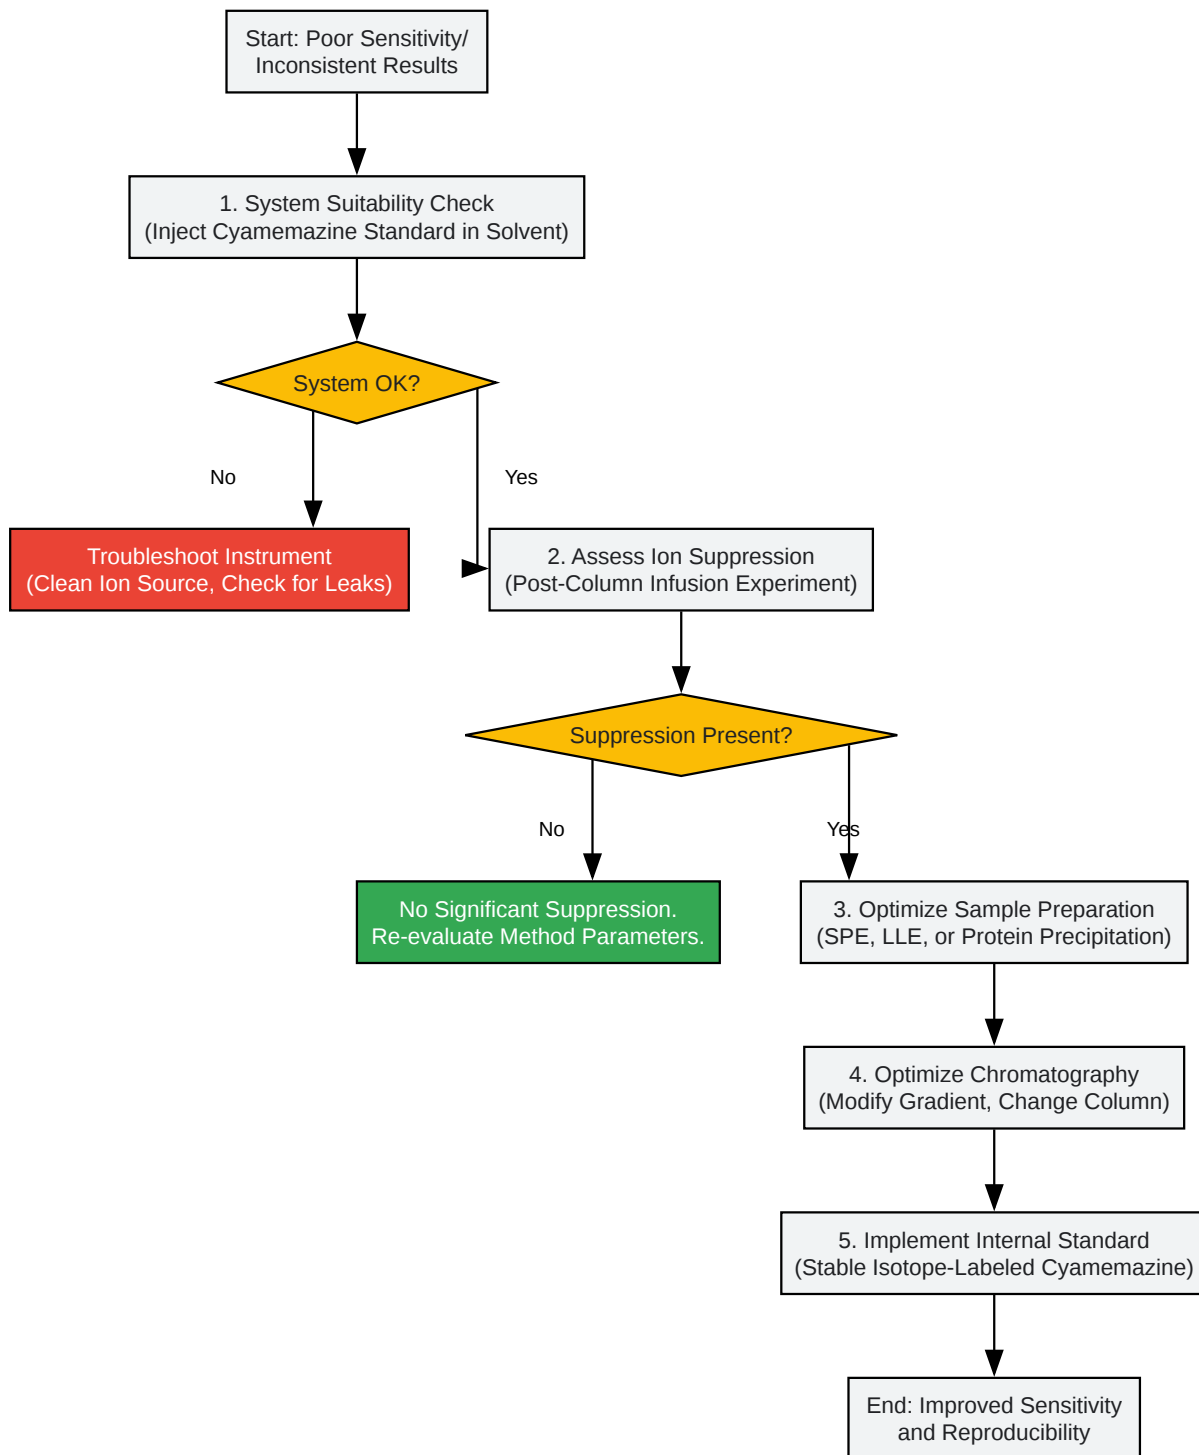 Start: Poor Sensitivity/
Inconsistent Results
1. System Suitability Check
(Inject Cyamemazine Standard in Solvent)
System OK?
No
Yes
Troubleshoot Instrument
(Clean Ion Source, Check for Leaks)
2. Assess Ion Suppression
(Post-Column Infusion Experiment)
Suppression Present?
No
Yes
No Significant Suppression.
Re-evaluate Method Parameters.
3. Optimize Sample Preparation
(SPE, LLE, or Protein Precipitation)
4. Optimize Chromatography
(Modify Gradient, Change Column)
5. Implement Internal Standard
(Stable Isotope-Labeled Cyamemazine)
End: Improved Sensitivity
and Reproducibility